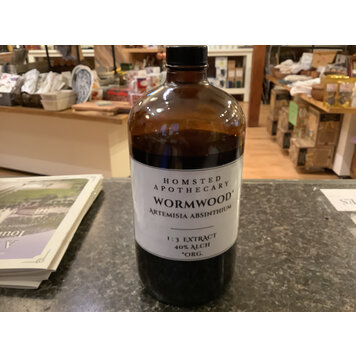 HOMSTED
APOTHECARY
WORMWOOD*
ARTEMISIA ABSINTHIUM
1:3 EXTRACT
40% ALCH
*ORG.